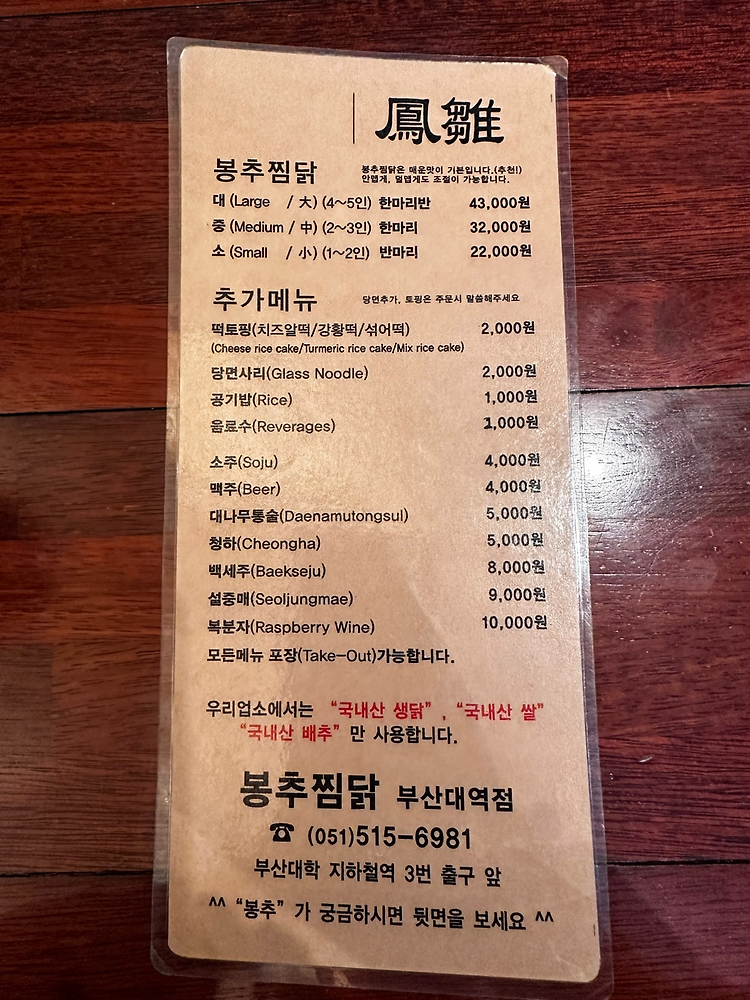 鳳雛
봉추찜닭
봉추찜닭은 매운맛이 기본입니다.(추천!)
안맵게, 덜맵게도 조절이 가능합니다.
대 (Large / 大) (4~5인) 한마리반 43,000원
중 (Medium / 中) (2~3인) 한마리 32,000원
소 (Small / 小) (1~2인) 반마리 22,000원
추가메뉴 당면추가, 토핑은 주문시 말씀해주세요
떡토핑(치즈알떡/강황떡/섞어떡) 2,000원
(Cheese rice cake/Turmeric rice cake/Mix rice cake)
당면사리(Glass Noodle) 2,000원
공기밥(Rice) 1,000원
음료수(Reverages) 1,000원
소주(Soju) 4,000원
맥주(Beer) 4,000원
대나무통술(Daenamutongsul) 5,000원
청하(Cheongha) 5,000원
백세주(Baekseju) 8,000원
설중매(Seoljungmae) 9,000원
복분자(Raspberry Wine) 10,000원
모든메뉴 포장(Take-Out)가능합니다.
우리업소에서는 "국내산 생닭" , "국내산 쌀"
"국내산 배추" 만 사용합니다.
봉추찜닭 부산대역점
☎ (051)515-6981
부산대학 지하철역 3번 출구 앞
^^ "봉추" 가 궁금하시면 뒷면을 보세요 ^^